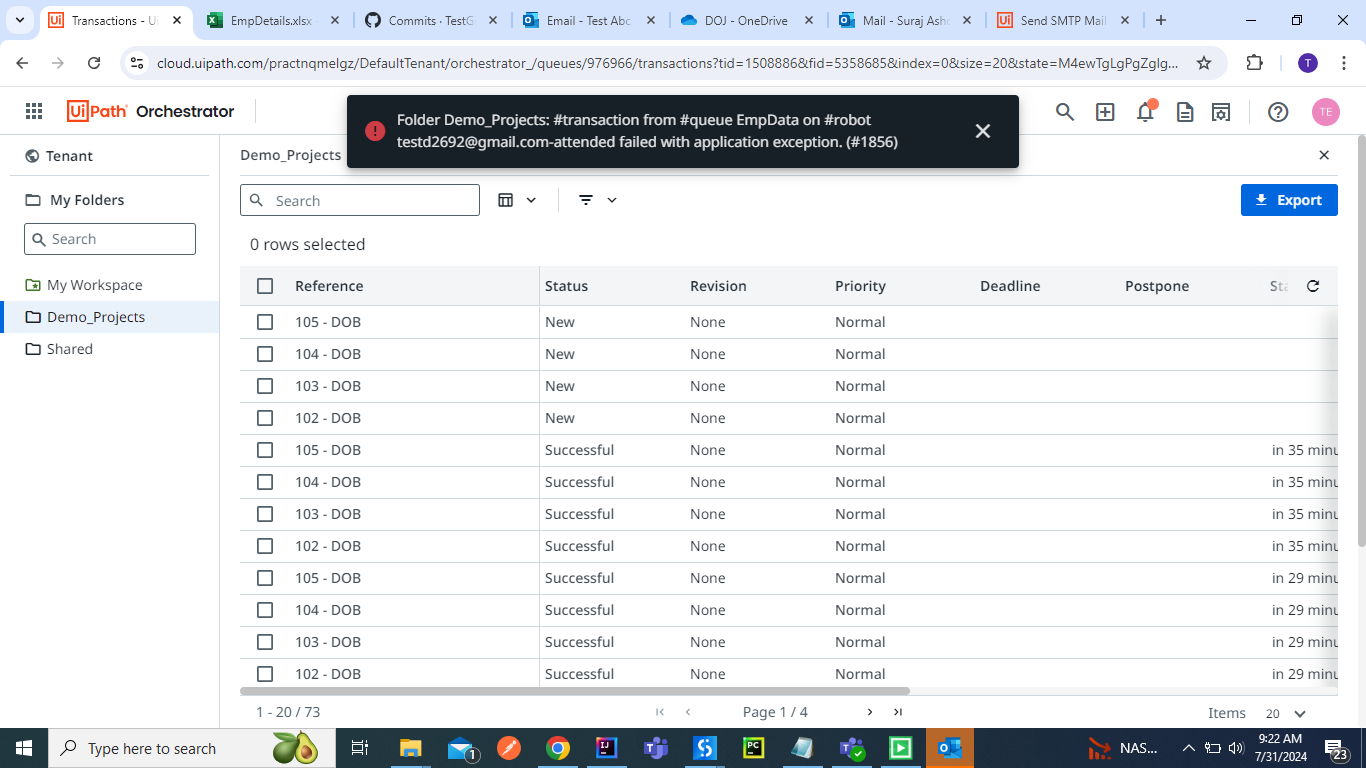 Transactions - Ui
EmpDetails.xlsx
Commits · TestG
Email - Test Abc
DOJ - OneDrive
Mail - Suraj Asho
Send SMTP Mail
cloud.uipath.com/practnqmelgz/DefaultTenant/orchestrator_/queues/976966/transactions?tid=1508886&fid=5358685&index=0&size=20&state=M4ewTgLgPgZglg...
T
UiPath Orchestrator
TE
Folder Demo_Projects: #transaction from #queue EmpData on #robot
testd2692@gmail.com-attended failed with application exception. (#1856)
Tenant
Demo_Projects
My Folders
Search
Search
Export
0 rows selected
My Workspace
Demo_Projects
Shared
Reference Status Revision Priority Deadline Postpone Sta
105 - DOB New None Normal
104 - DOB New None Normal
103 - DOB New None Normal
102 - DOB New None Normal
105 - DOB Successful None Normal in 35 minu
104 - DOB Successful None Normal in 35 minu
103 - DOB Successful None Normal in 35 minu
102 - DOB Successful None Normal in 35 minu
105 - DOB Successful None Normal in 29 minu
104 - DOB Successful None Normal in 29 minu
103 - DOB Successful None Normal in 29 minu
102 - DOB Successful None Normal in 29 minu
1 - 20 / 73 Page 1 / 4 Items 20
Type here to search
1
NAS...
9:22 AM
7/31/2024
23